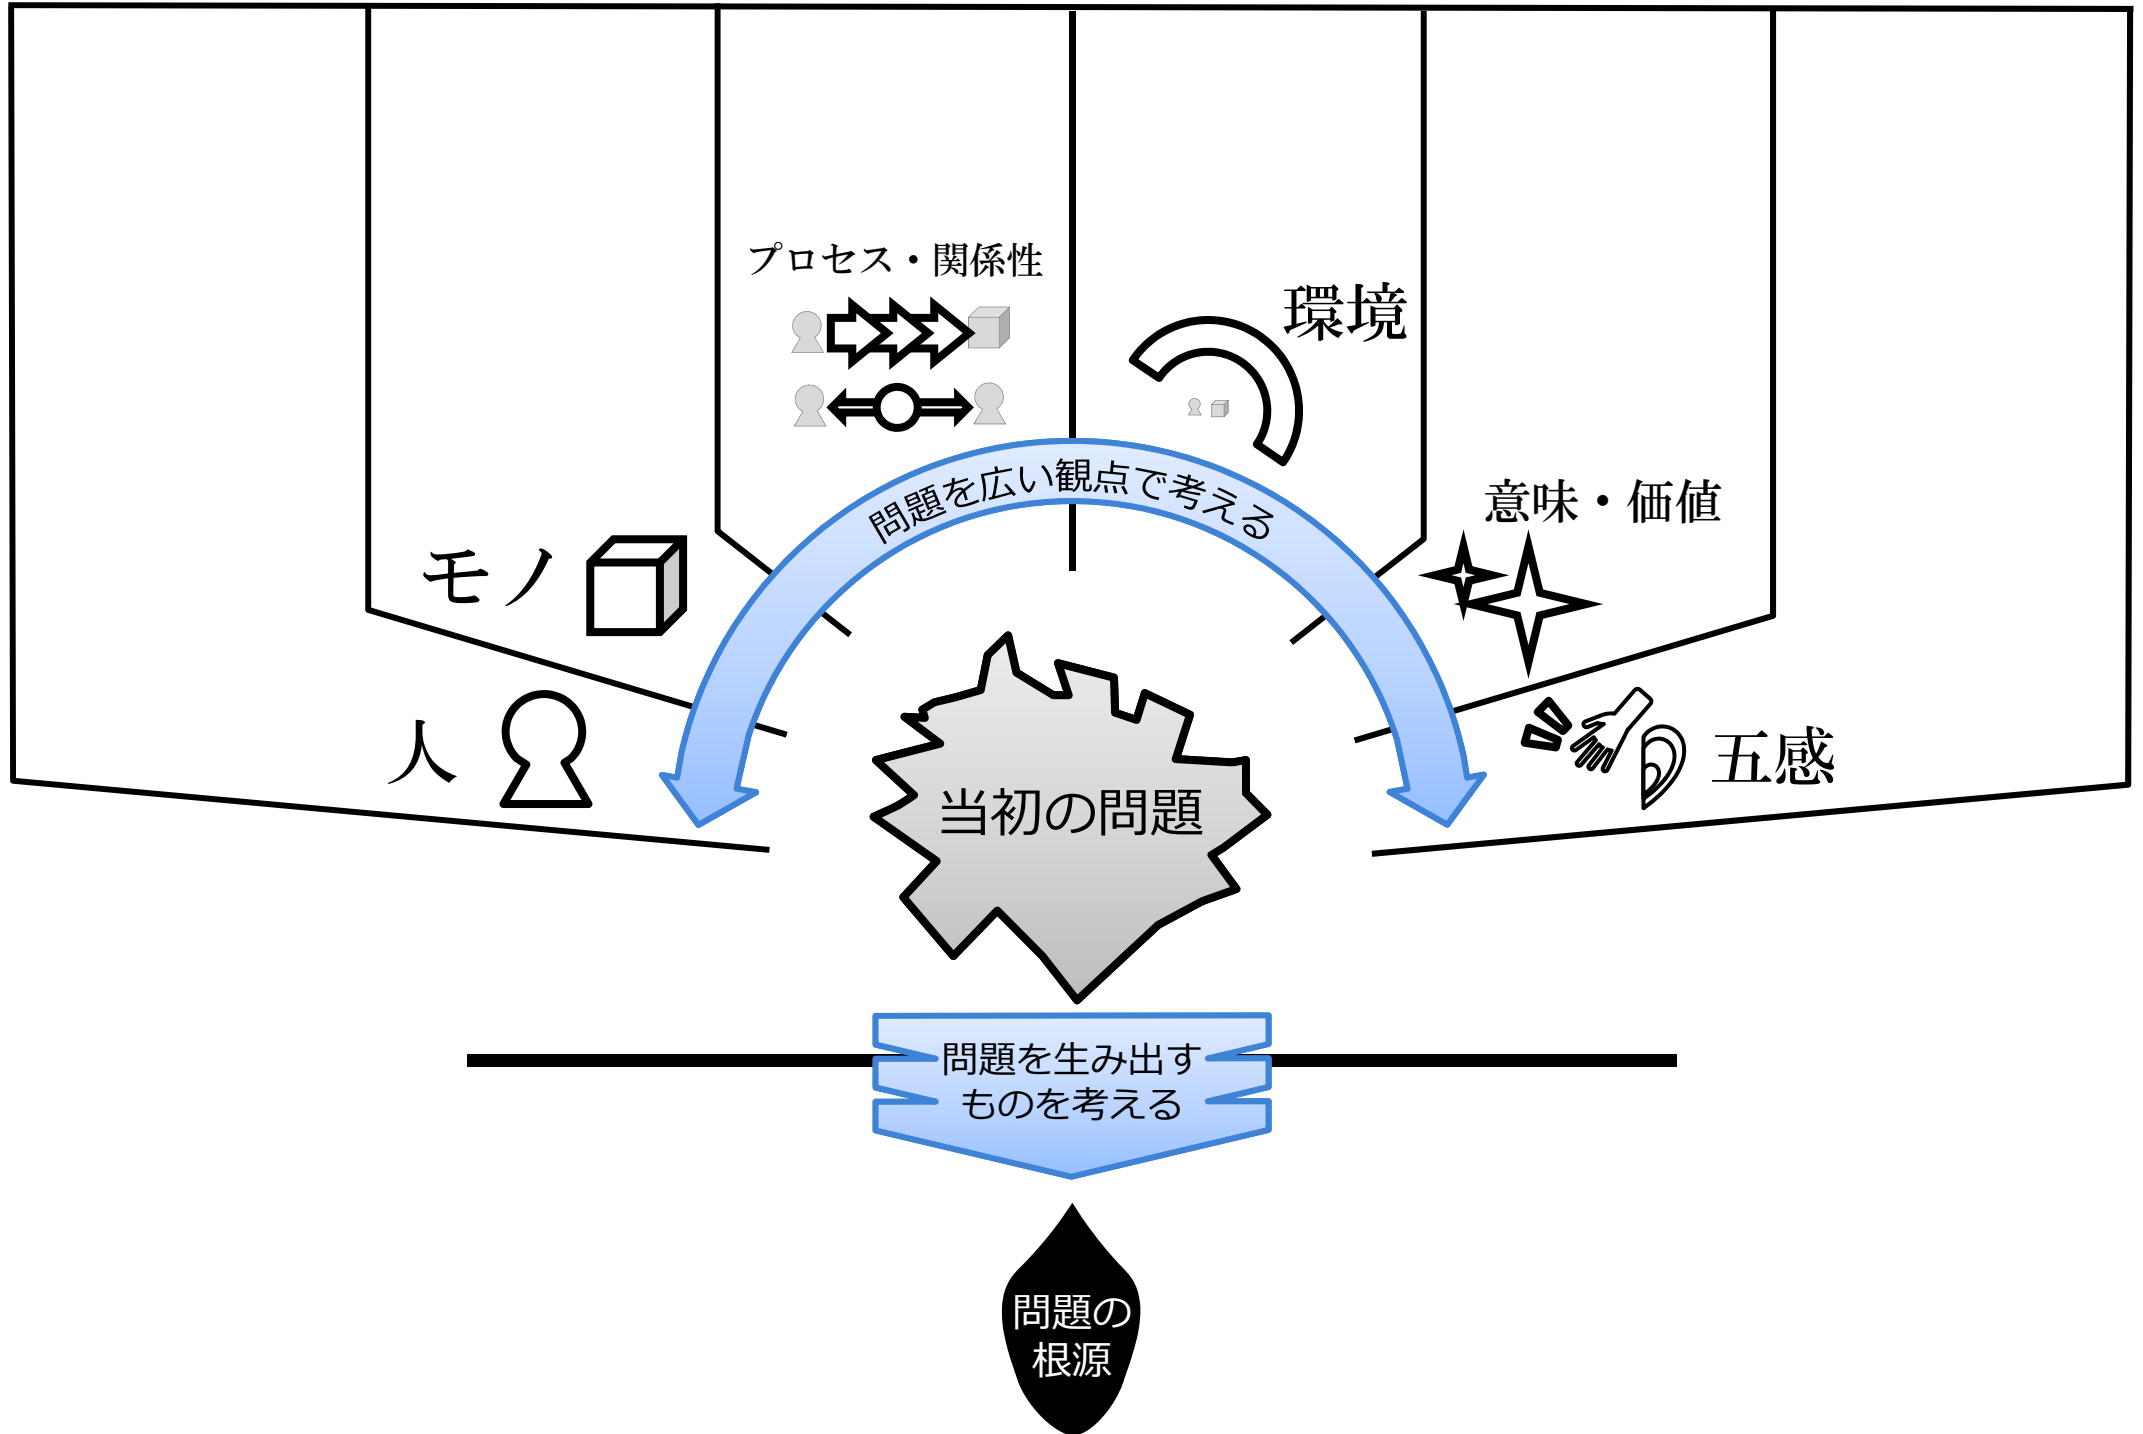 プロセス・関係性
環境
問題を広い観点で考える
意味・価値
モノ
人
五感
当初の問題
問題を生み出す
ものを考える
問題の
根源